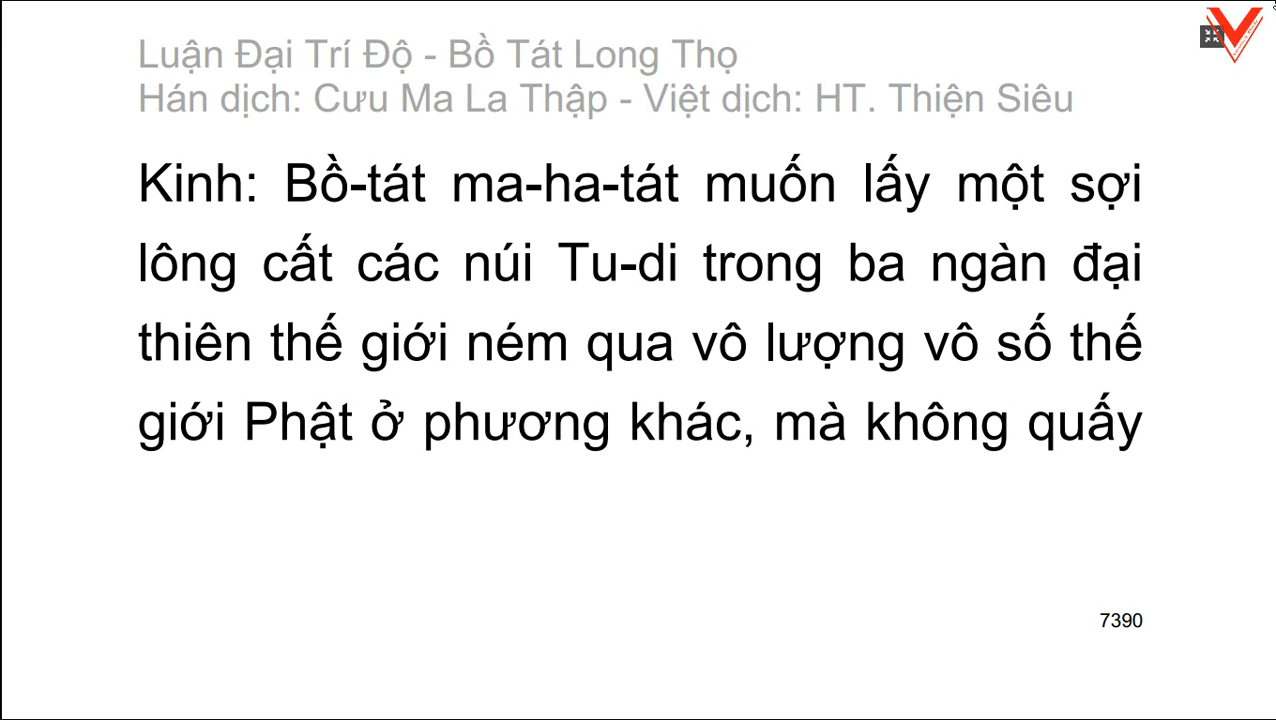 Luận Đại Trí Độ - Bồ Tát Long Thọ
Hán dịch: Cưu Ma La Thập - Việt dịch: HT. Thiện Siêu
Kinh: Bồ-tát ma-ha-tát muốn lấy một sợi
lông cất các núi Tu-di trong ba ngàn đại
thiên thế giới ném qua vô lượng vô số thế
giới Phật ở phương khác, mà không quấy
7390